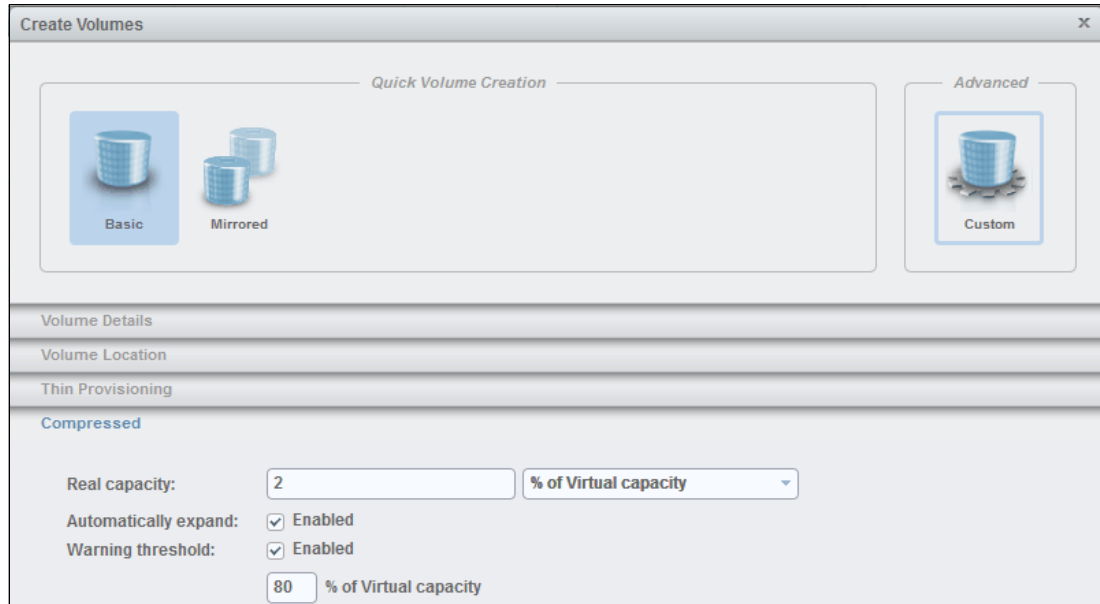 Create Volumes x
Quick Volume Creation
Advanced
Basic
Mirrored
Custom
Volume Details
Volume Location
Thin Provisioning
Compressed
Real capacity: 2 % of Virtual capacity
Automatically expand: Enabled
Warning threshold: Enabled
80 % of Virtual capacity